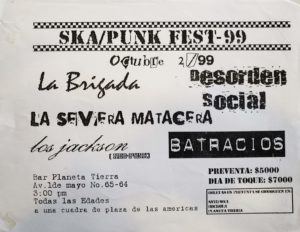 SKA/PUNK FEST-99
Octubre 2/99
La Brigada
Desorden Social
LA SEVERA MATACERA
los jackson
BATRACIOS
Bar Planeta Tierra
Av.1de mayo No.65-64
3:00 pm
Todas las Edades
a una cuadra de plaza de las americas
PREVENTA: $5000
DIA DE TOQUE: $7000